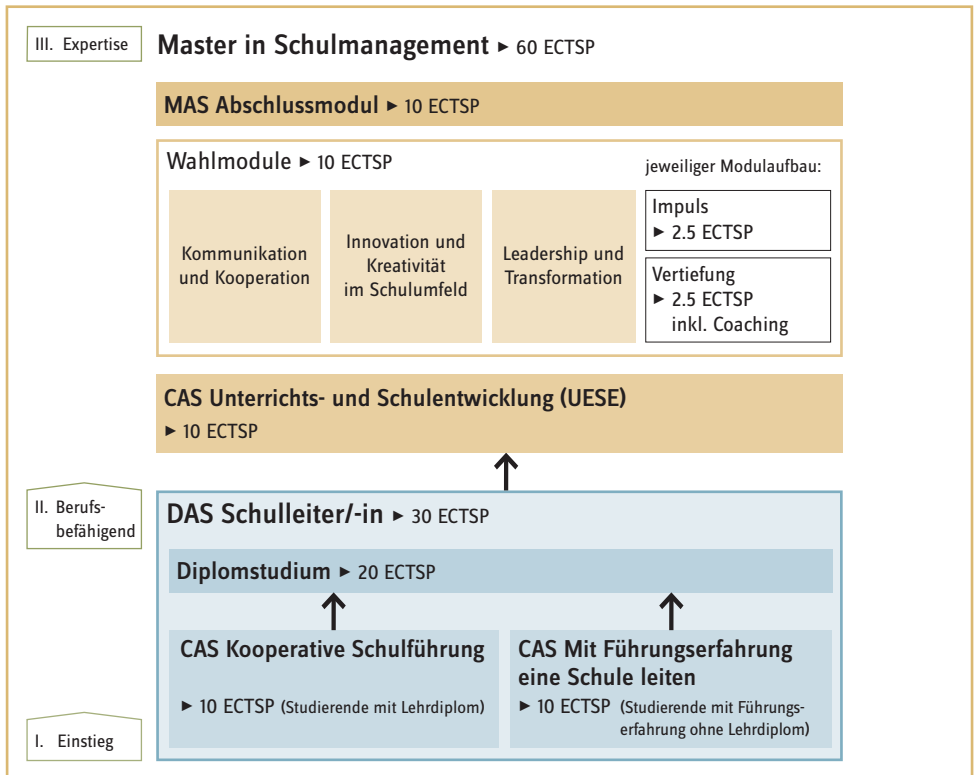 III. Expertise
Master in Schulmanagement ► 60 ECTSP
MAS Abschlussmodul ► 10 ECTSP
Wahlmodule ► 10 ECTSP
jeweiliger Modulaufbau:
Kommunikation
und Kooperation
Innovation und
Kreativität
im Schulumfeld
Leadership und
Transformation
Impuls
► 2.5 ECTSP
Vertiefung
► 2.5 ECTSP
inkl. Coaching
CAS Unterrichts- und Schulentwicklung (UESE)
► 10 ECTSP
II. Berufs-
befähigend
DAS Schulleiter/-in ► 30 ECTSP
Diplomstudium ► 20 ECTSP
CAS Kooperative Schulführung
► 10 ECTSP (Studierende mit Lehrdiplom)
CAS Mit Führungserfahrung
eine Schule leiten
► 10 ECTSP (Studierende mit Führungs-
erfahrung ohne Lehrdiplom)
I. Einstieg